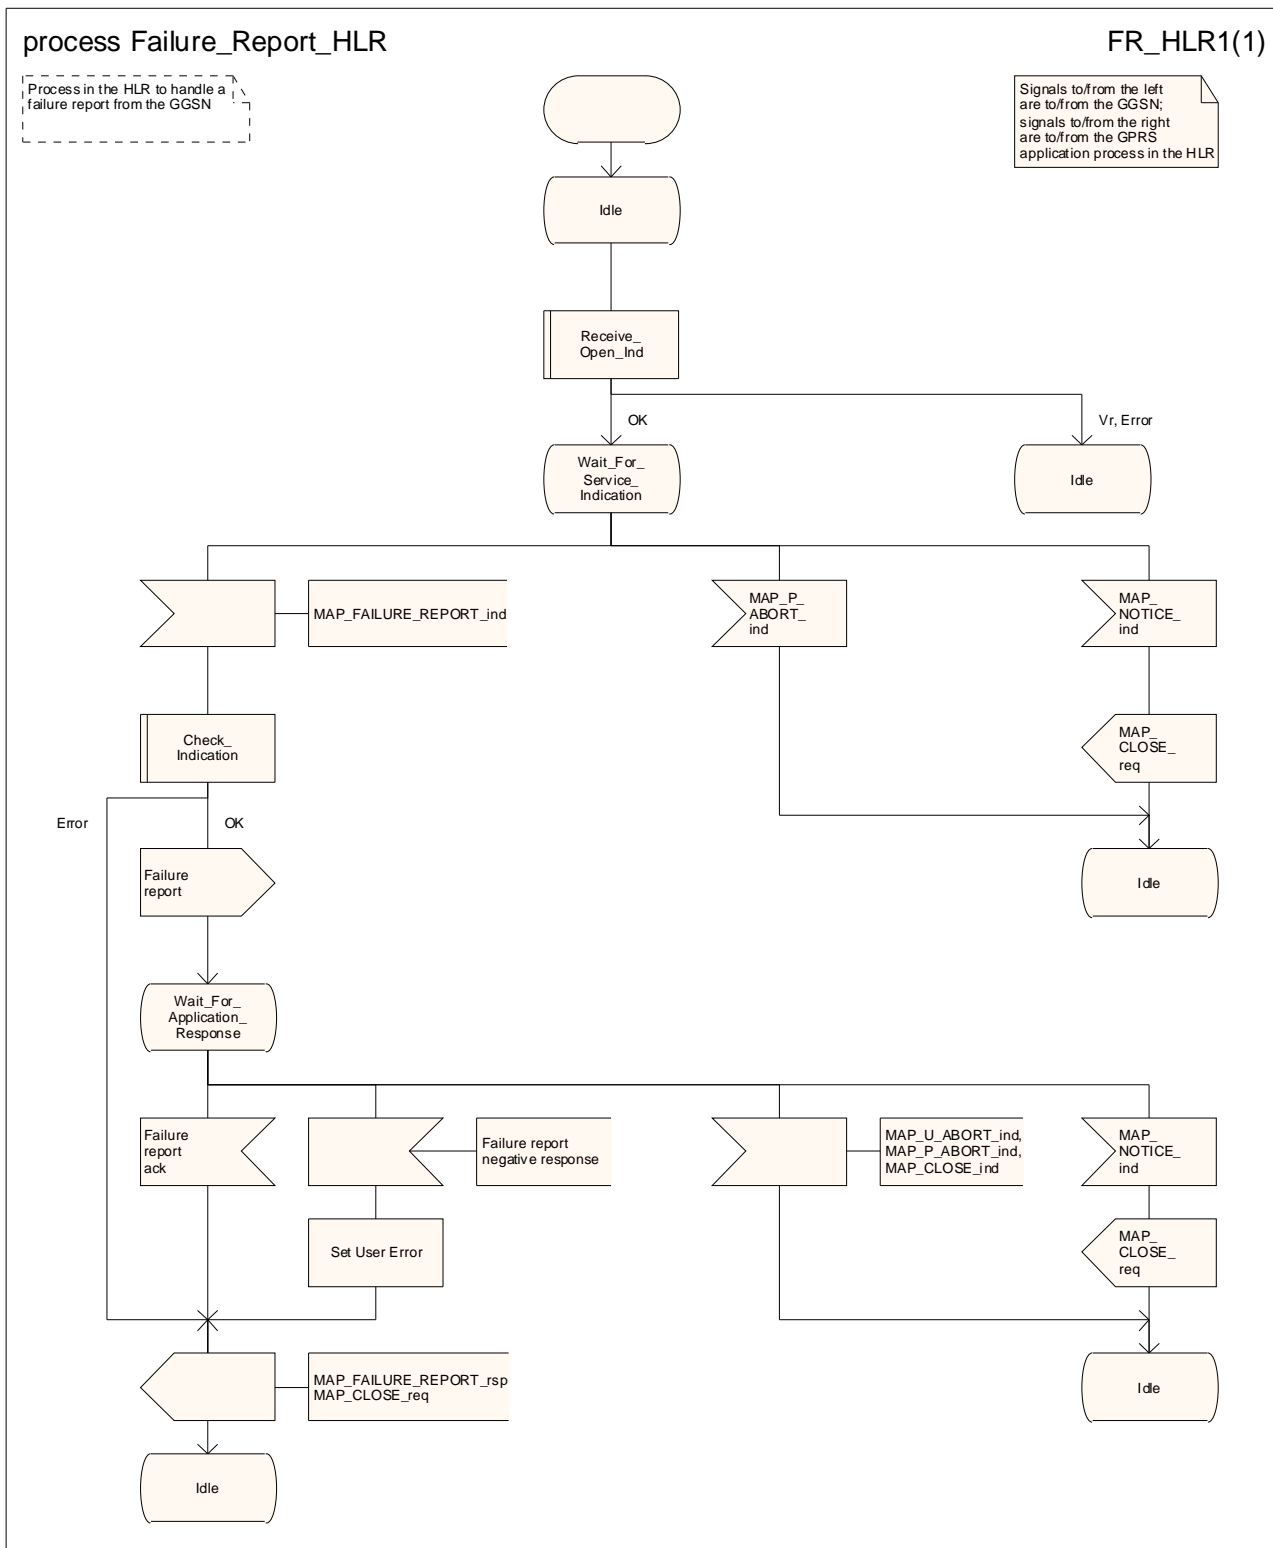 process Failure_Report_HLR
FR_HLR1(1)
Process in the HLR to handle a
failure report from the GGSN
Signals to/from the left
are to/from the GGSN;
signals to/from the right
are to/from the GPRS
application process in the HLR
Idle
Receive_
Open_Ind
OK
Vr, Error
Wait_For_
Service_
Indication
Idle
MAP_FAILURE_REPORT_ind
MAP_P_
ABORT_
ind
MAP_
NOTICE_
ind
Check_
Indication
MAP_
CLOSE_
req
Error
OK
Failure
report
Idle
Wait_For_
Application_
Response
Failure
report
ack
Failure report
negative response
MAP_U_ABORT_ind,
MAP_P_ABORT_ind,
MAP_CLOSE_ind
MAP_
NOTICE_
ind
Set User Error
MAP_
CLOSE_
req
MAP_FAILURE_REPORT_rsp
MAP_CLOSE_req
Idle
Idle